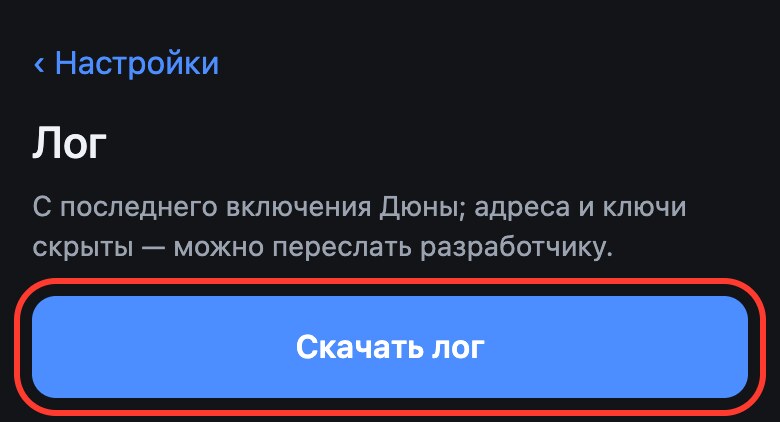 ‹ Настройки
Лог
С последнего включения Дюны; адреса и ключи
скрыты — можно переслать разработчику.
Скачать лог